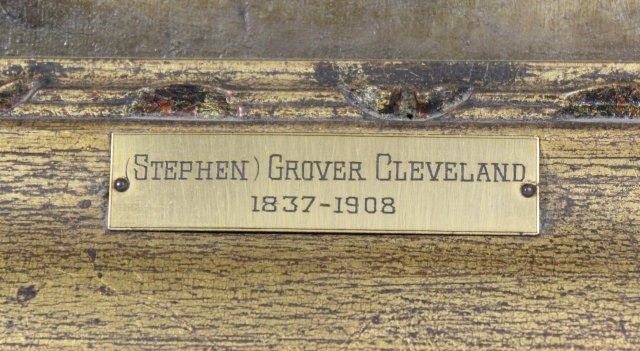 (STEPHEN) GROVER CLEVELAND
1837-1908